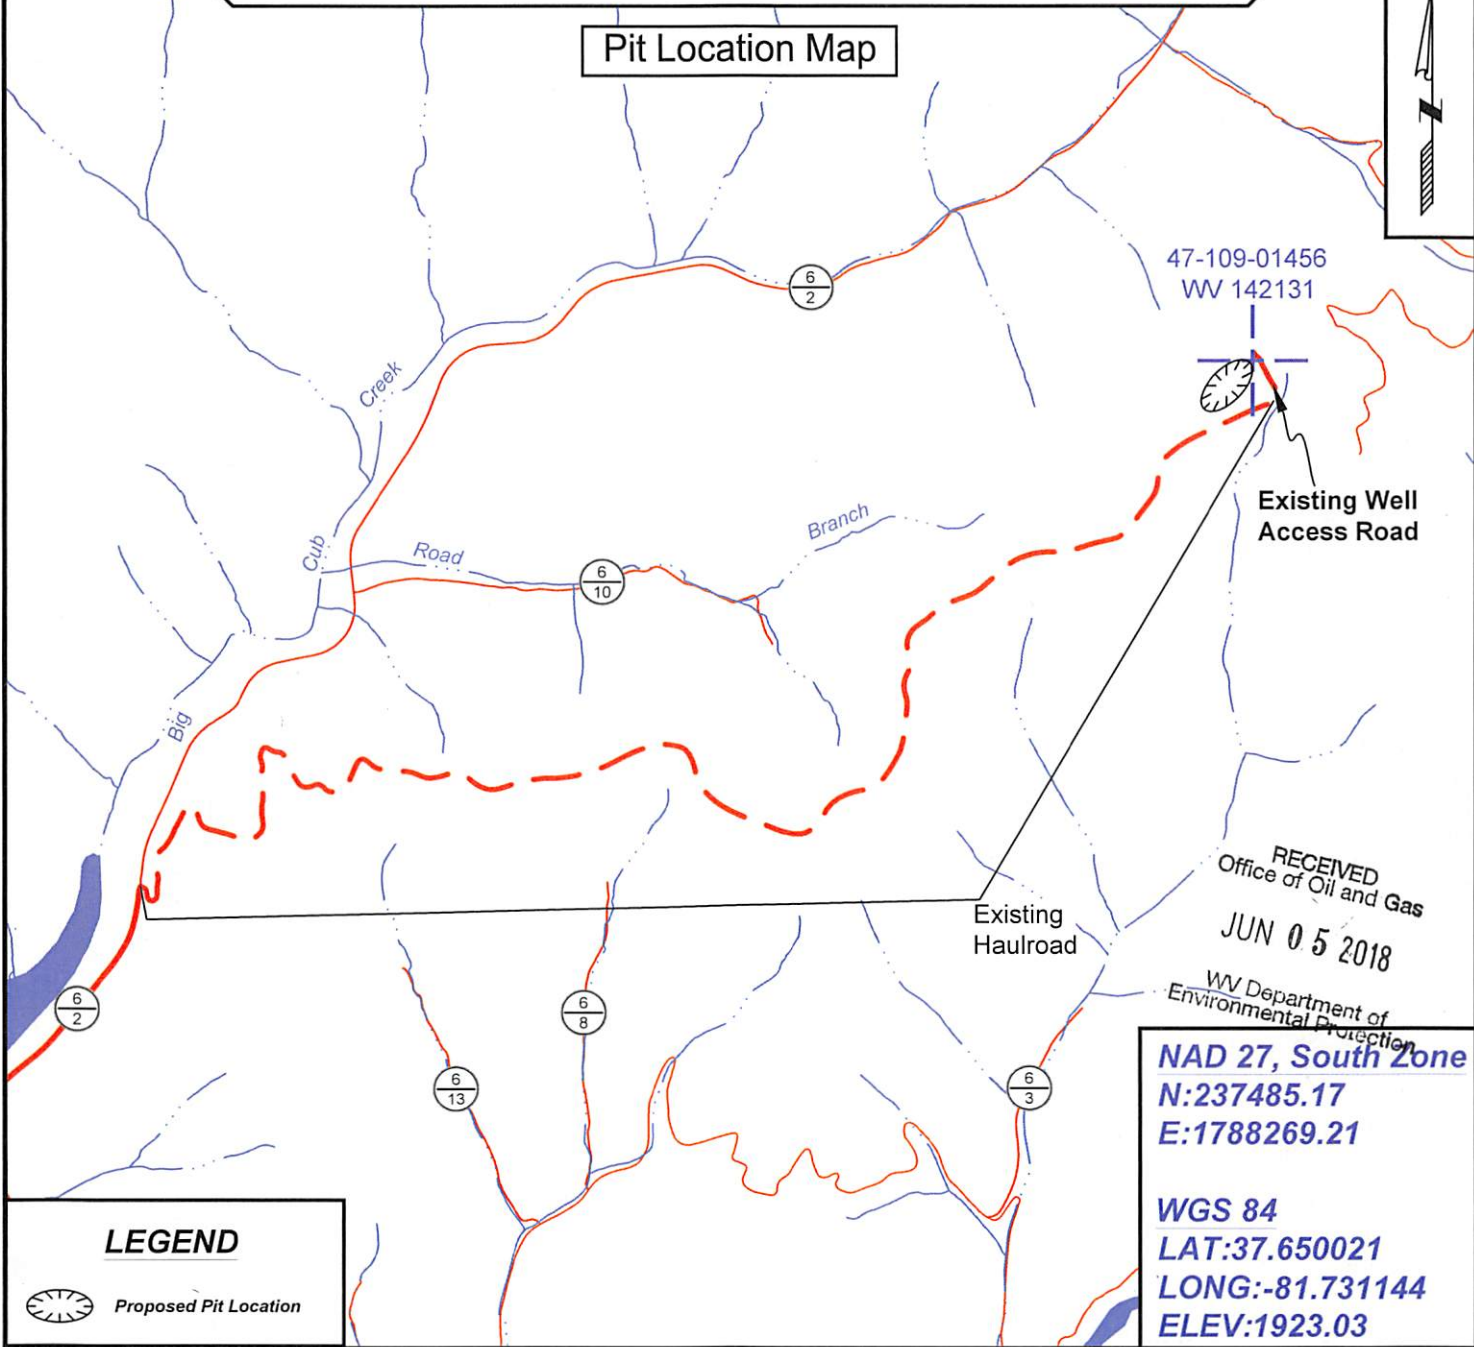 Pit Location Map
N
6
2
47-109-01456
WV 142131
Creek
Existing Well
Access Road
Branch
Cub
Road
6
10
Big
RECEIVED
Office of Oil and Gas
JUN 05 2018
WV Department of
Environmental Protection
Existing
Haulroad
6
2
6
8
6
13
6
3
NAD 27, South Zone
N:237485.17
E:1788269.21
WGS 84
LAT:37.650021
LONG:-81.731144
ELEV:1923.03
LEGEND
Proposed Pit Location